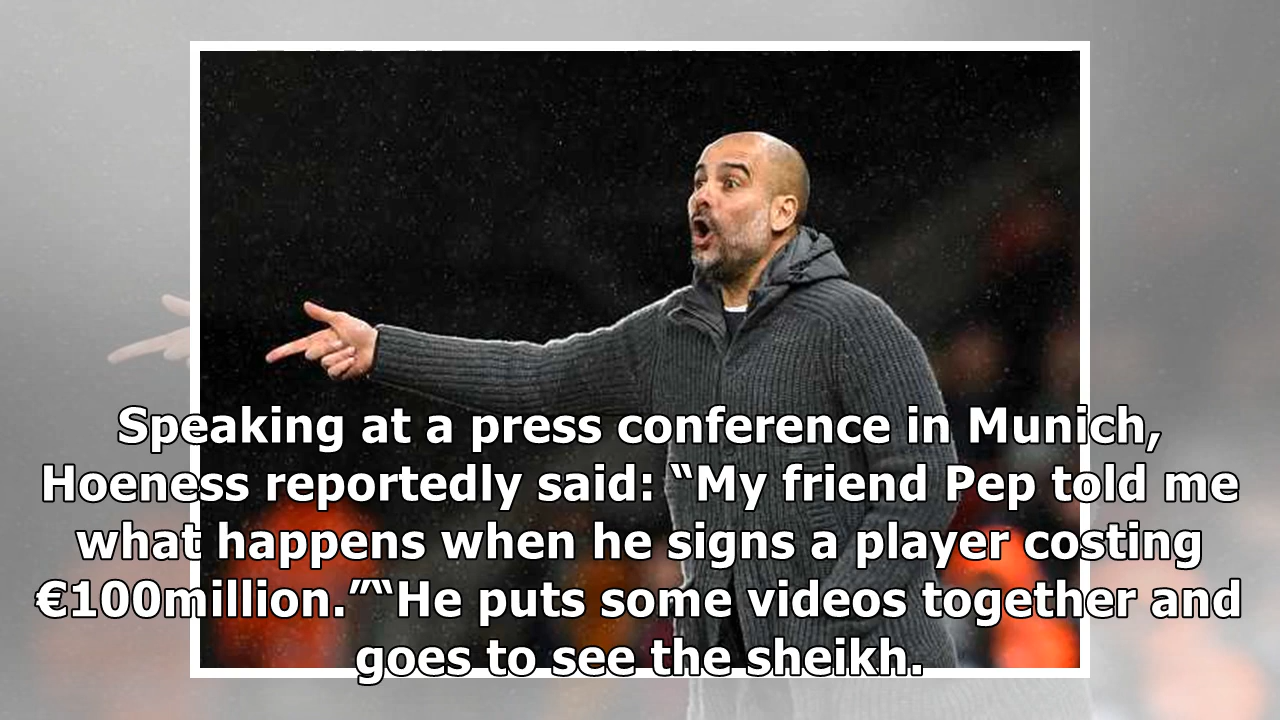 Speaking at a press conference in Munich,
Hoeness reportedly said: “My friend Pep told me
what happens when he signs a player costing
€100million.”“He puts some videos together and
goes to see the sheikh.